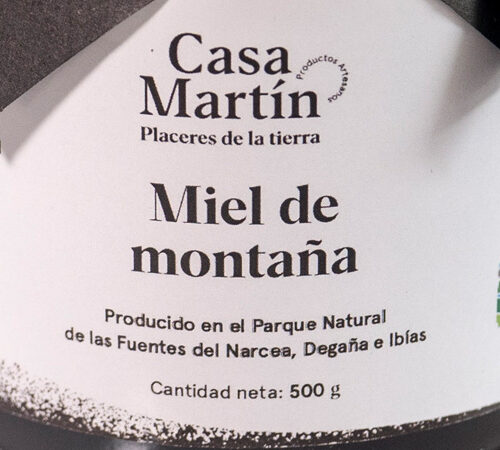 Casa
Martín
Productos Artesanos
Placeres de la tierra
Miel de
montaña
Producido en el Parque Natural
de las Fuentes del Narcea, Degaña e Ibías
Cantidad neta: 500 g